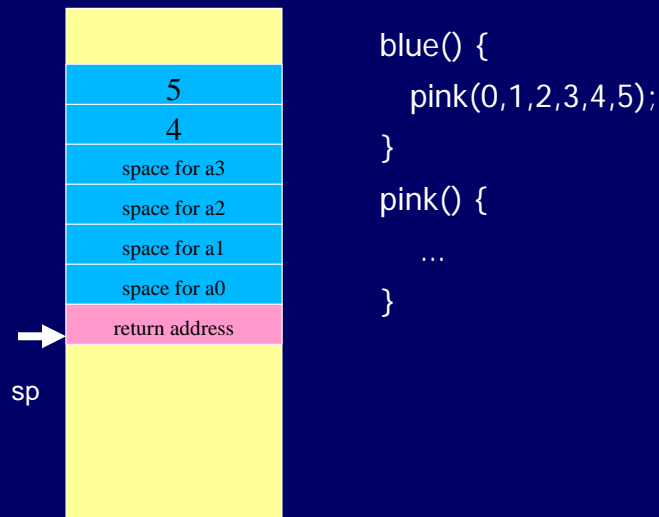 5
4
space for a3
space for a2
space for a1
space for a0
return address
sp
blue() {
pink(0,1,2,3,4,5);
}
pink() {
...
}